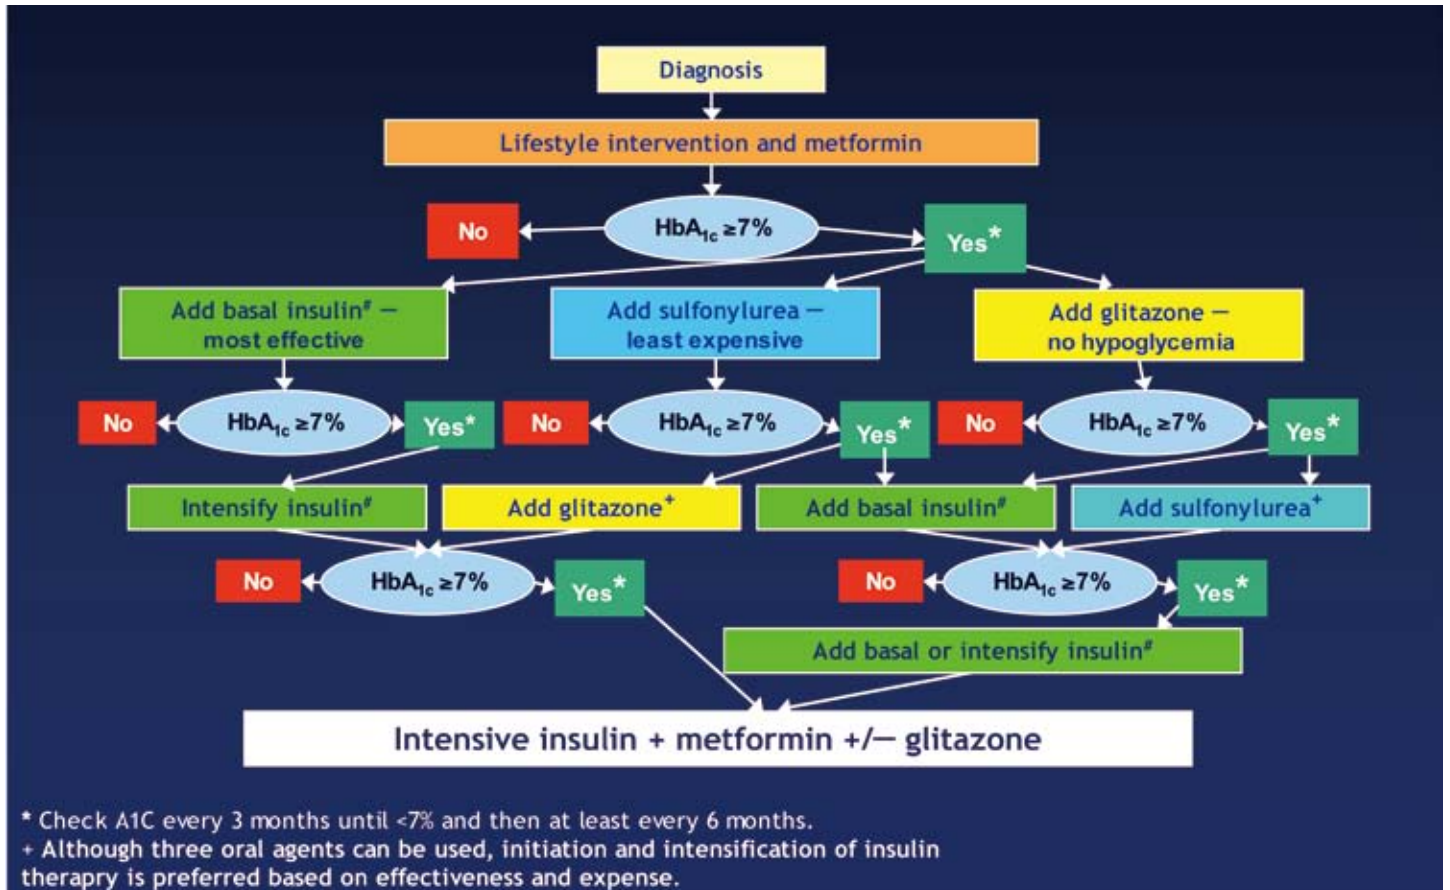 Diagnosis
Lifestyle intervention and metformin
No
HbA1c ≥7%
Yes*
Add basal insulin# —
most effective
Add sulfonylurea —
least expensive
Add glitazone —
no hypoglycemia
No
HbA1c ≥7%
Yes*
No
HbA1c ≥7%
Yes*
No
HbA1c ≥7%
Yes*
Intensify insulin#
Add glitazone+
Add basal insulin#
Add sulfonylurea+
No
HbA1c ≥7%
Yes*
No
HbA1c ≥7%
Yes*
Add basal or intensify insulin#
Intensive insulin + metformin +/— glitazone
* Check A1C every 3 months until <7% and then at least every 6 months.
+ Although three oral agents can be used, initiation and intensification of insulin
therapry is preferred based on effectiveness and expense.